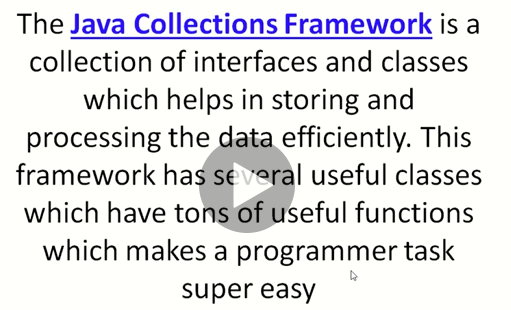 The Java Collections Framework is a
collection of interfaces and classes
which helps in storing and
processing the data efficiently. This
framework has several useful classes
which have tons of useful functions
which makes a programmer task
super easy